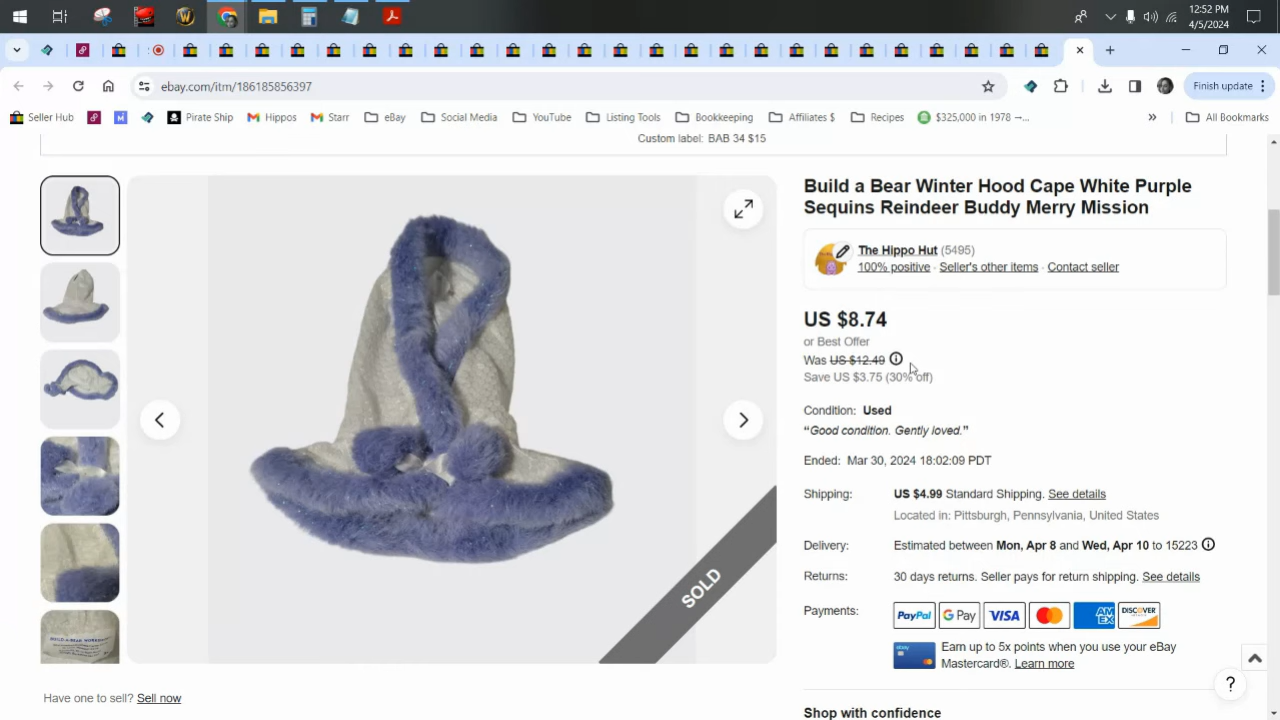 12:52 PM
4/5/2024
ebay.com/itm/186185856397
Finish update
Seller Hub
Pirate Ship
Hippos
Starr
eBay
Social Media
YouTube
Listing Tools
Bookkeeping
Affiliates $
Recipes
$325,000 in 1978 →...
»
All Bookmarks
Custom label: BAB 34 $15
Build a Bear Winter Hood Cape White Purple
Sequins Reindeer Buddy Merry Mission
The Hippo Hut (5495)
100% positive · Seller's other items · Contact seller
US $8.74
or Best Offer
Was US $12.49
Save US $3.75 (30% off)
Condition: Used
“Good condition. Gently loved.”
Ended: Mar 30, 2024 18:02:09 PDT
Shipping: US $4.99 Standard Shipping. See details
Located in: Pittsburgh, Pennsylvania, United States
Delivery: Estimated between Mon, Apr 8 and Wed, Apr 10 to 15223
Returns: 30 days returns. Seller pays for return shipping. See details
Payments: PayPal G Pay VISA AM EX DISCOVER
Earn up to 5x points when you use your eBay
Mastercard®. Learn more
SOLD
BUILD-A-BEAR WORKSHOP
Have one to sell? Sell now
Shop with confidence
?